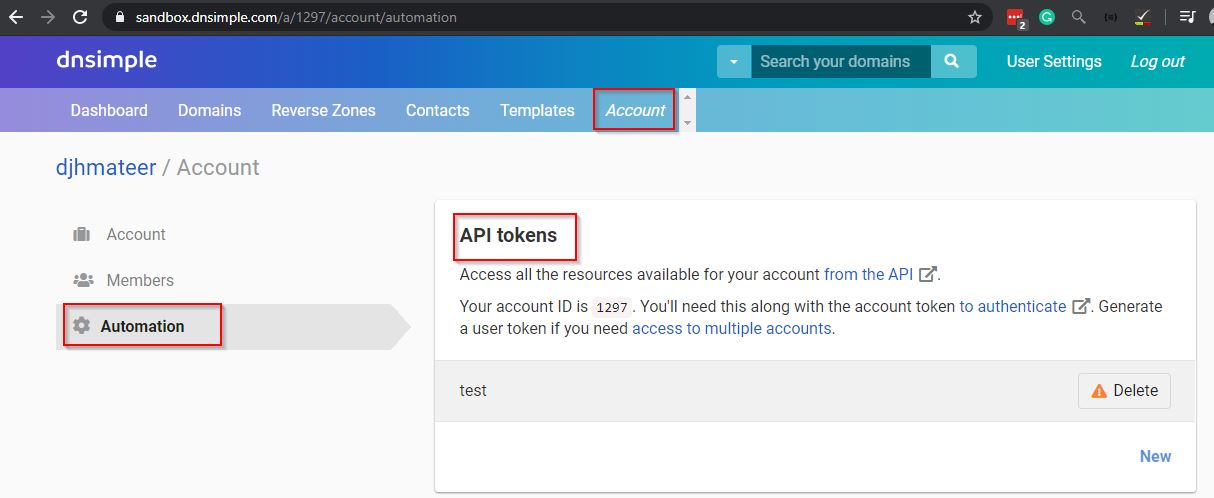 sandbox.dnsimple.com/a/1297/account/automation
2
dnsimple
Search your domains
User Settings
Log out
Dashboard
Domains
Reverse Zones
Contacts
Templates
Account
djhmateer / Account
Account
Members
Automation
API tokens
Access all the resources available for your account from the API.
Your account ID is 1297. You'll need this along with the account token to authenticate. Generate
a user token if you need access to multiple accounts.
test
Delete
New